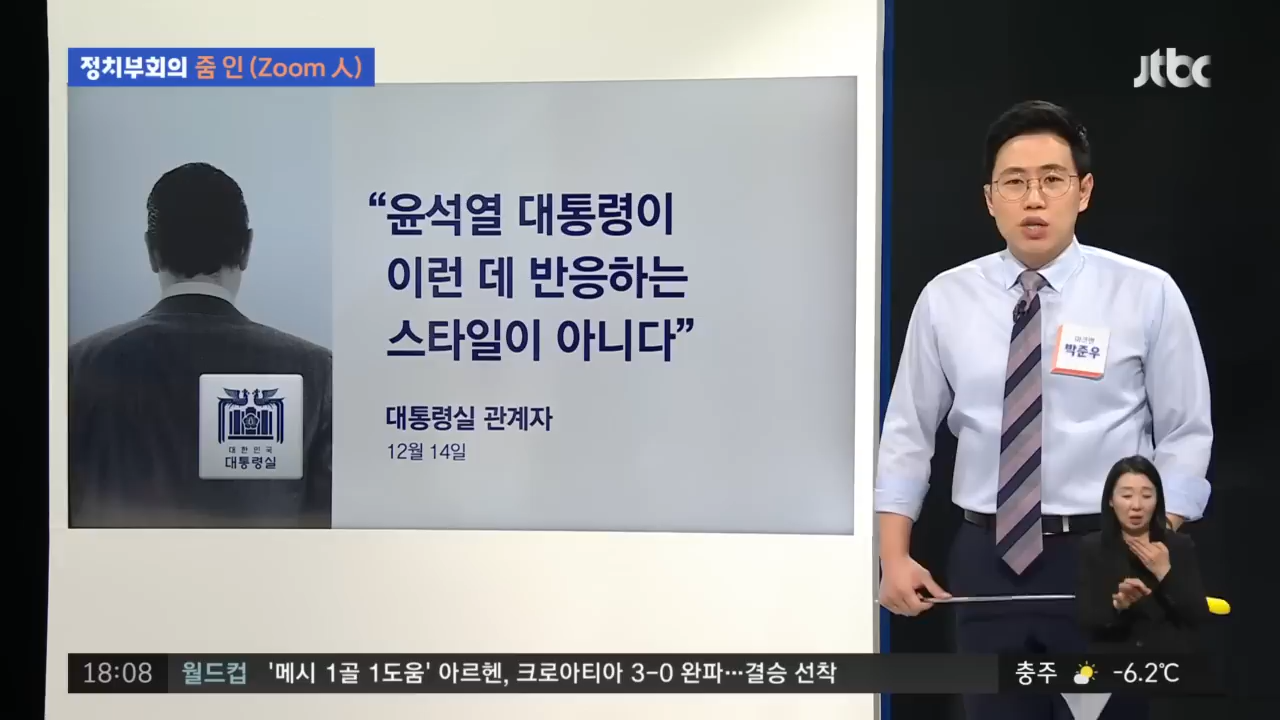 정치부회의 줌 인 (Zoom 人)
jtbc
“윤석열 대통령이
이런 데 반응하는
스타일이 아니다”
대통령실 관계자
12월 14일
대한민국
대통령실
박준우
18:08 월드컵 '메시 1골 1도움' 아르헨, 크로아티아 3-0 완파…결승 선착
충주 -6.2℃